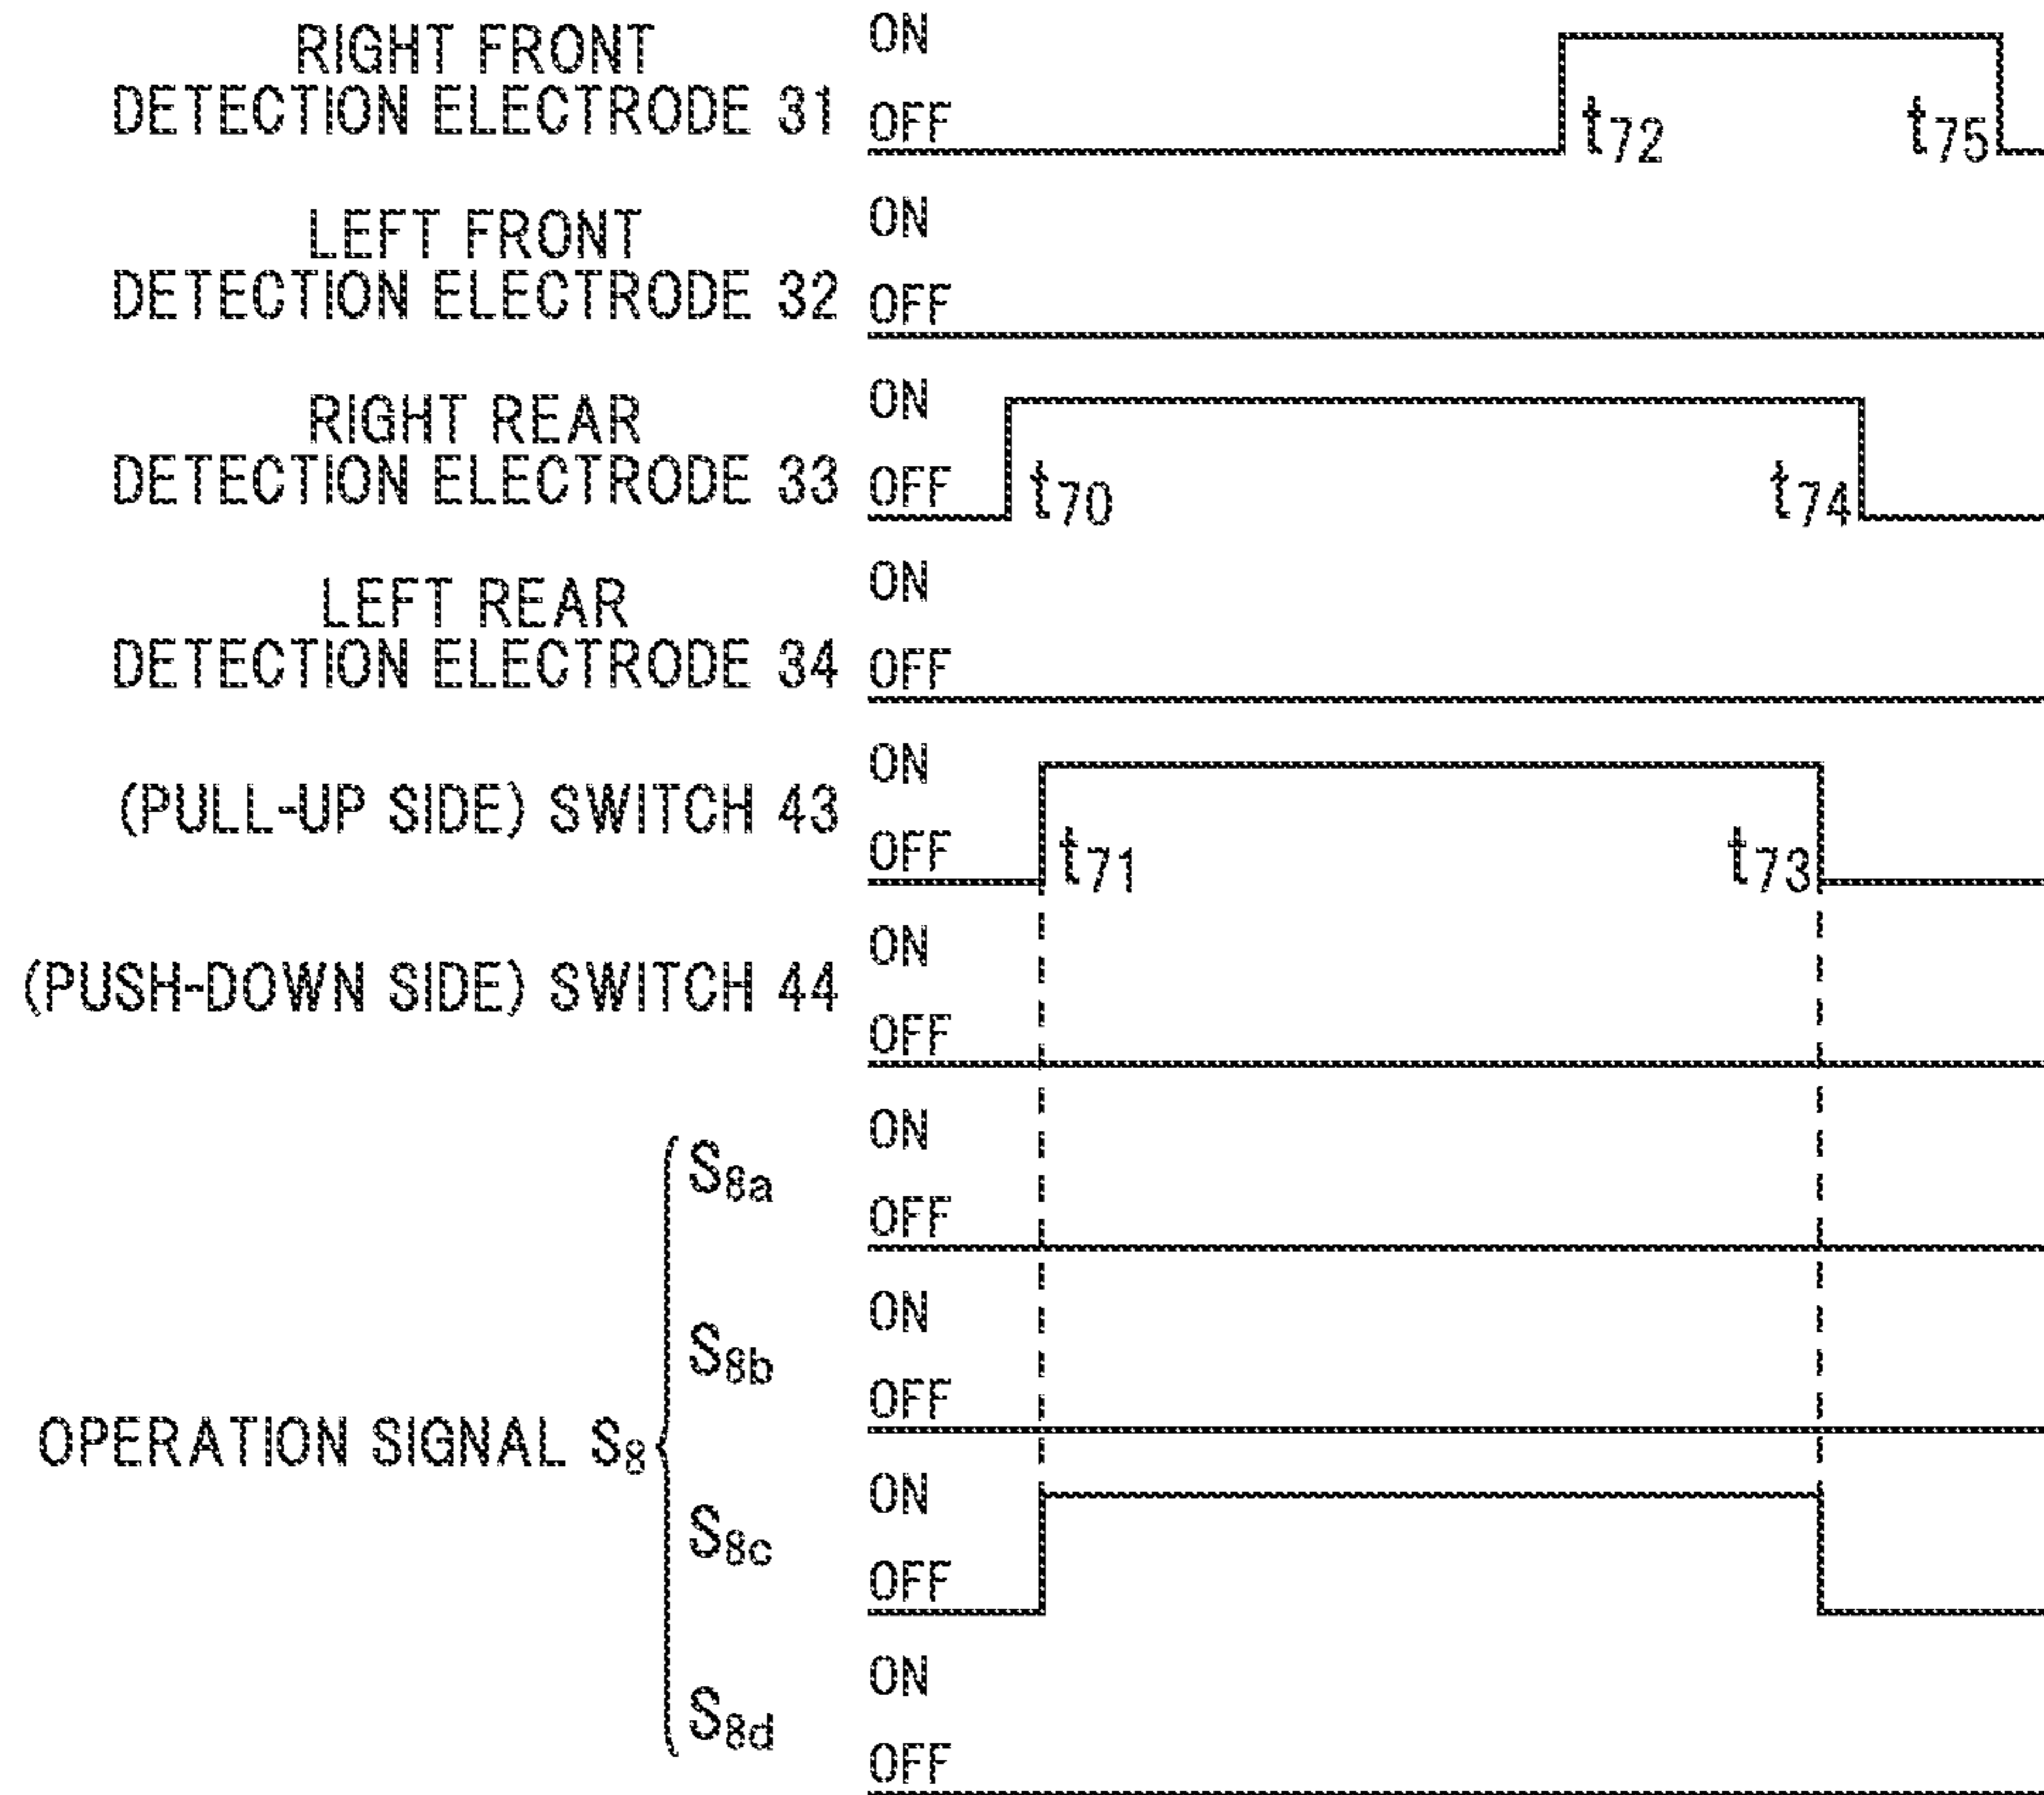 RIGHT FRONT
DETECTION ELECTRODE 31
ON
OFF
t72
t75
LEFT FRONT
DETECTION ELECTRODE 32
ON
OFF
RIGHT REAR
DETECTION ELECTRODE 33
ON
OFF
t70
t74
LEFT REAR
DETECTION ELECTRODE 34
ON
OFF
(PULL-UP SIDE) SWITCH 43
ON
OFF
t71
t73
(PUSH-DOWN SIDE) SWITCH 44
ON
OFF
OPERATION SIGNAL S8
S8a
ON
OFF
S8b
ON
OFF
S8c
ON
OFF
S8d
ON
OFF